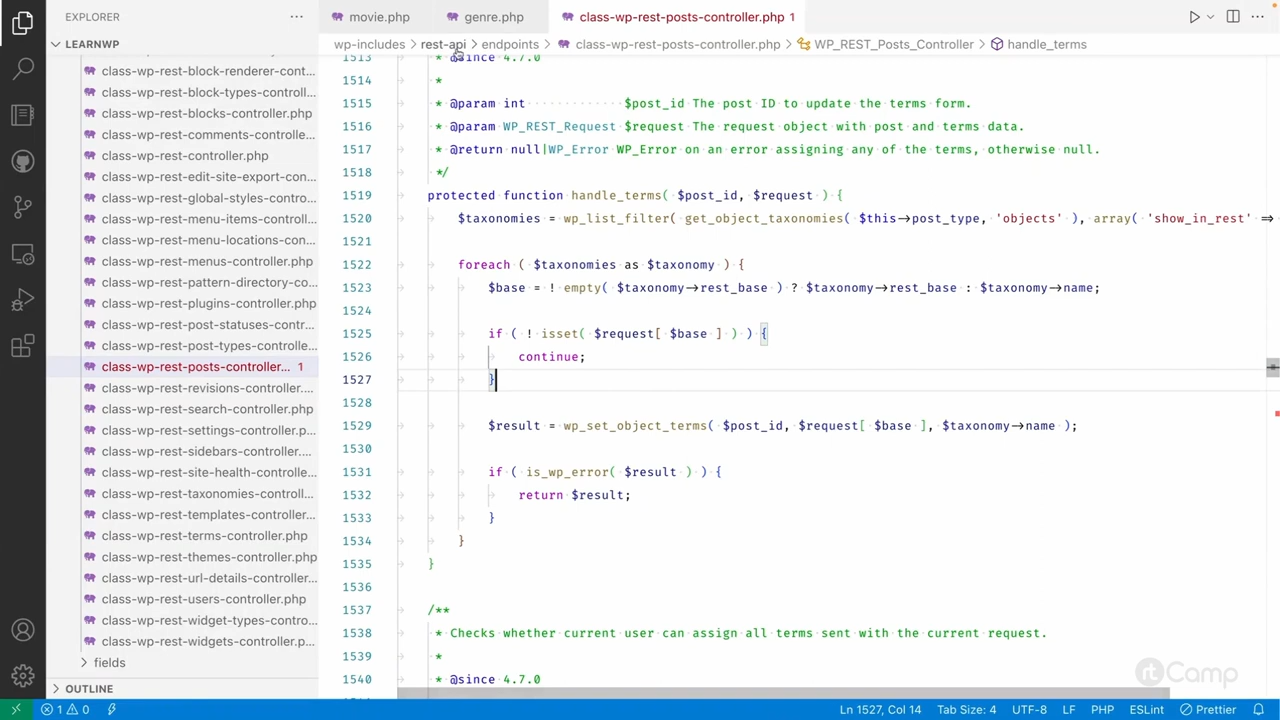 EXPLORER
LEARNWP
class-wp-rest-block-renderer-cont...
class-wp-rest-block-types-controll...
class-wp-rest-blocks-controller.php
class-wp-rest-comments-controlle...
class-wp-rest-controller.php
class-wp-rest-edit-site-export-con...
class-wp-rest-global-styles-contro...
class-wp-rest-menu-items-controll...
class-wp-rest-menu-locations-con...
class-wp-rest-menus-controller.php
class-wp-rest-pattern-directory-co...
class-wp-rest-plugins-controller.php
class-wp-rest-post-statuses-contr...
class-wp-rest-post-types-controlle...
class-wp-rest-posts-controller... 1
class-wp-rest-revisions-controller....
class-wp-rest-search-controller.php
class-wp-rest-settings-controller.p...
class-wp-rest-sidebars-controller....
class-wp-rest-site-health-controlle...
class-wp-rest-taxonomies-controll...
class-wp-rest-templates-controller...
class-wp-rest-terms-controller.php
class-wp-rest-themes-controller.php
class-wp-rest-url-details-controller...
class-wp-rest-users-controller.php
class-wp-rest-widget-types-contro...
class-wp-rest-widgets-controller.p...
fields
OUTLINE
movie.php genre.php class-wp-rest-posts-controller.php 1
wp-includes > rest-api > endpoints > class-wp-rest-posts-controller.php > WP_REST_Posts_Controller > handle_terms
1513 * @since 4.7.0
1514 *
1515 * @param int $post_id The post ID to update the terms form.
1516 * @param WP_REST_Request $request The request object with post and terms data.
1517 * @return null|WP_Error WP_Error on an error assigning any of the terms, otherwise null.
1518 */
1519 protected function handle_terms( $post_id, $request ) {
1520 $taxonomies = wp_list_filter( get_object_taxonomies( $this->post_type, 'objects' ), array( 'show_in_rest' =>
1521
1522 foreach ( $taxonomies as $taxonomy ) {
1523 $base = ! empty( $taxonomy->rest_base ) ? $taxonomy->rest_base : $taxonomy->name;
1524
1525 if ( ! isset( $request[ $base ] ) ) {
1526 continue;
1527 }
1528
1529 $result = wp_set_object_terms( $post_id, $request[ $base ], $taxonomy->name );
1530
1531 if ( is_wp_error( $result ) ) {
1532 return $result;
1533 }
1534 }
1535 }
1536
1537 /**
1538 * Checks whether current user can assign all terms sent with the current request.
1539 *
1540 * @since 4.7.0
rtCamp
1 0 Ln 1527, Col 14 Tab Size: 4 UTF-8 LF PHP ESLint Prettier